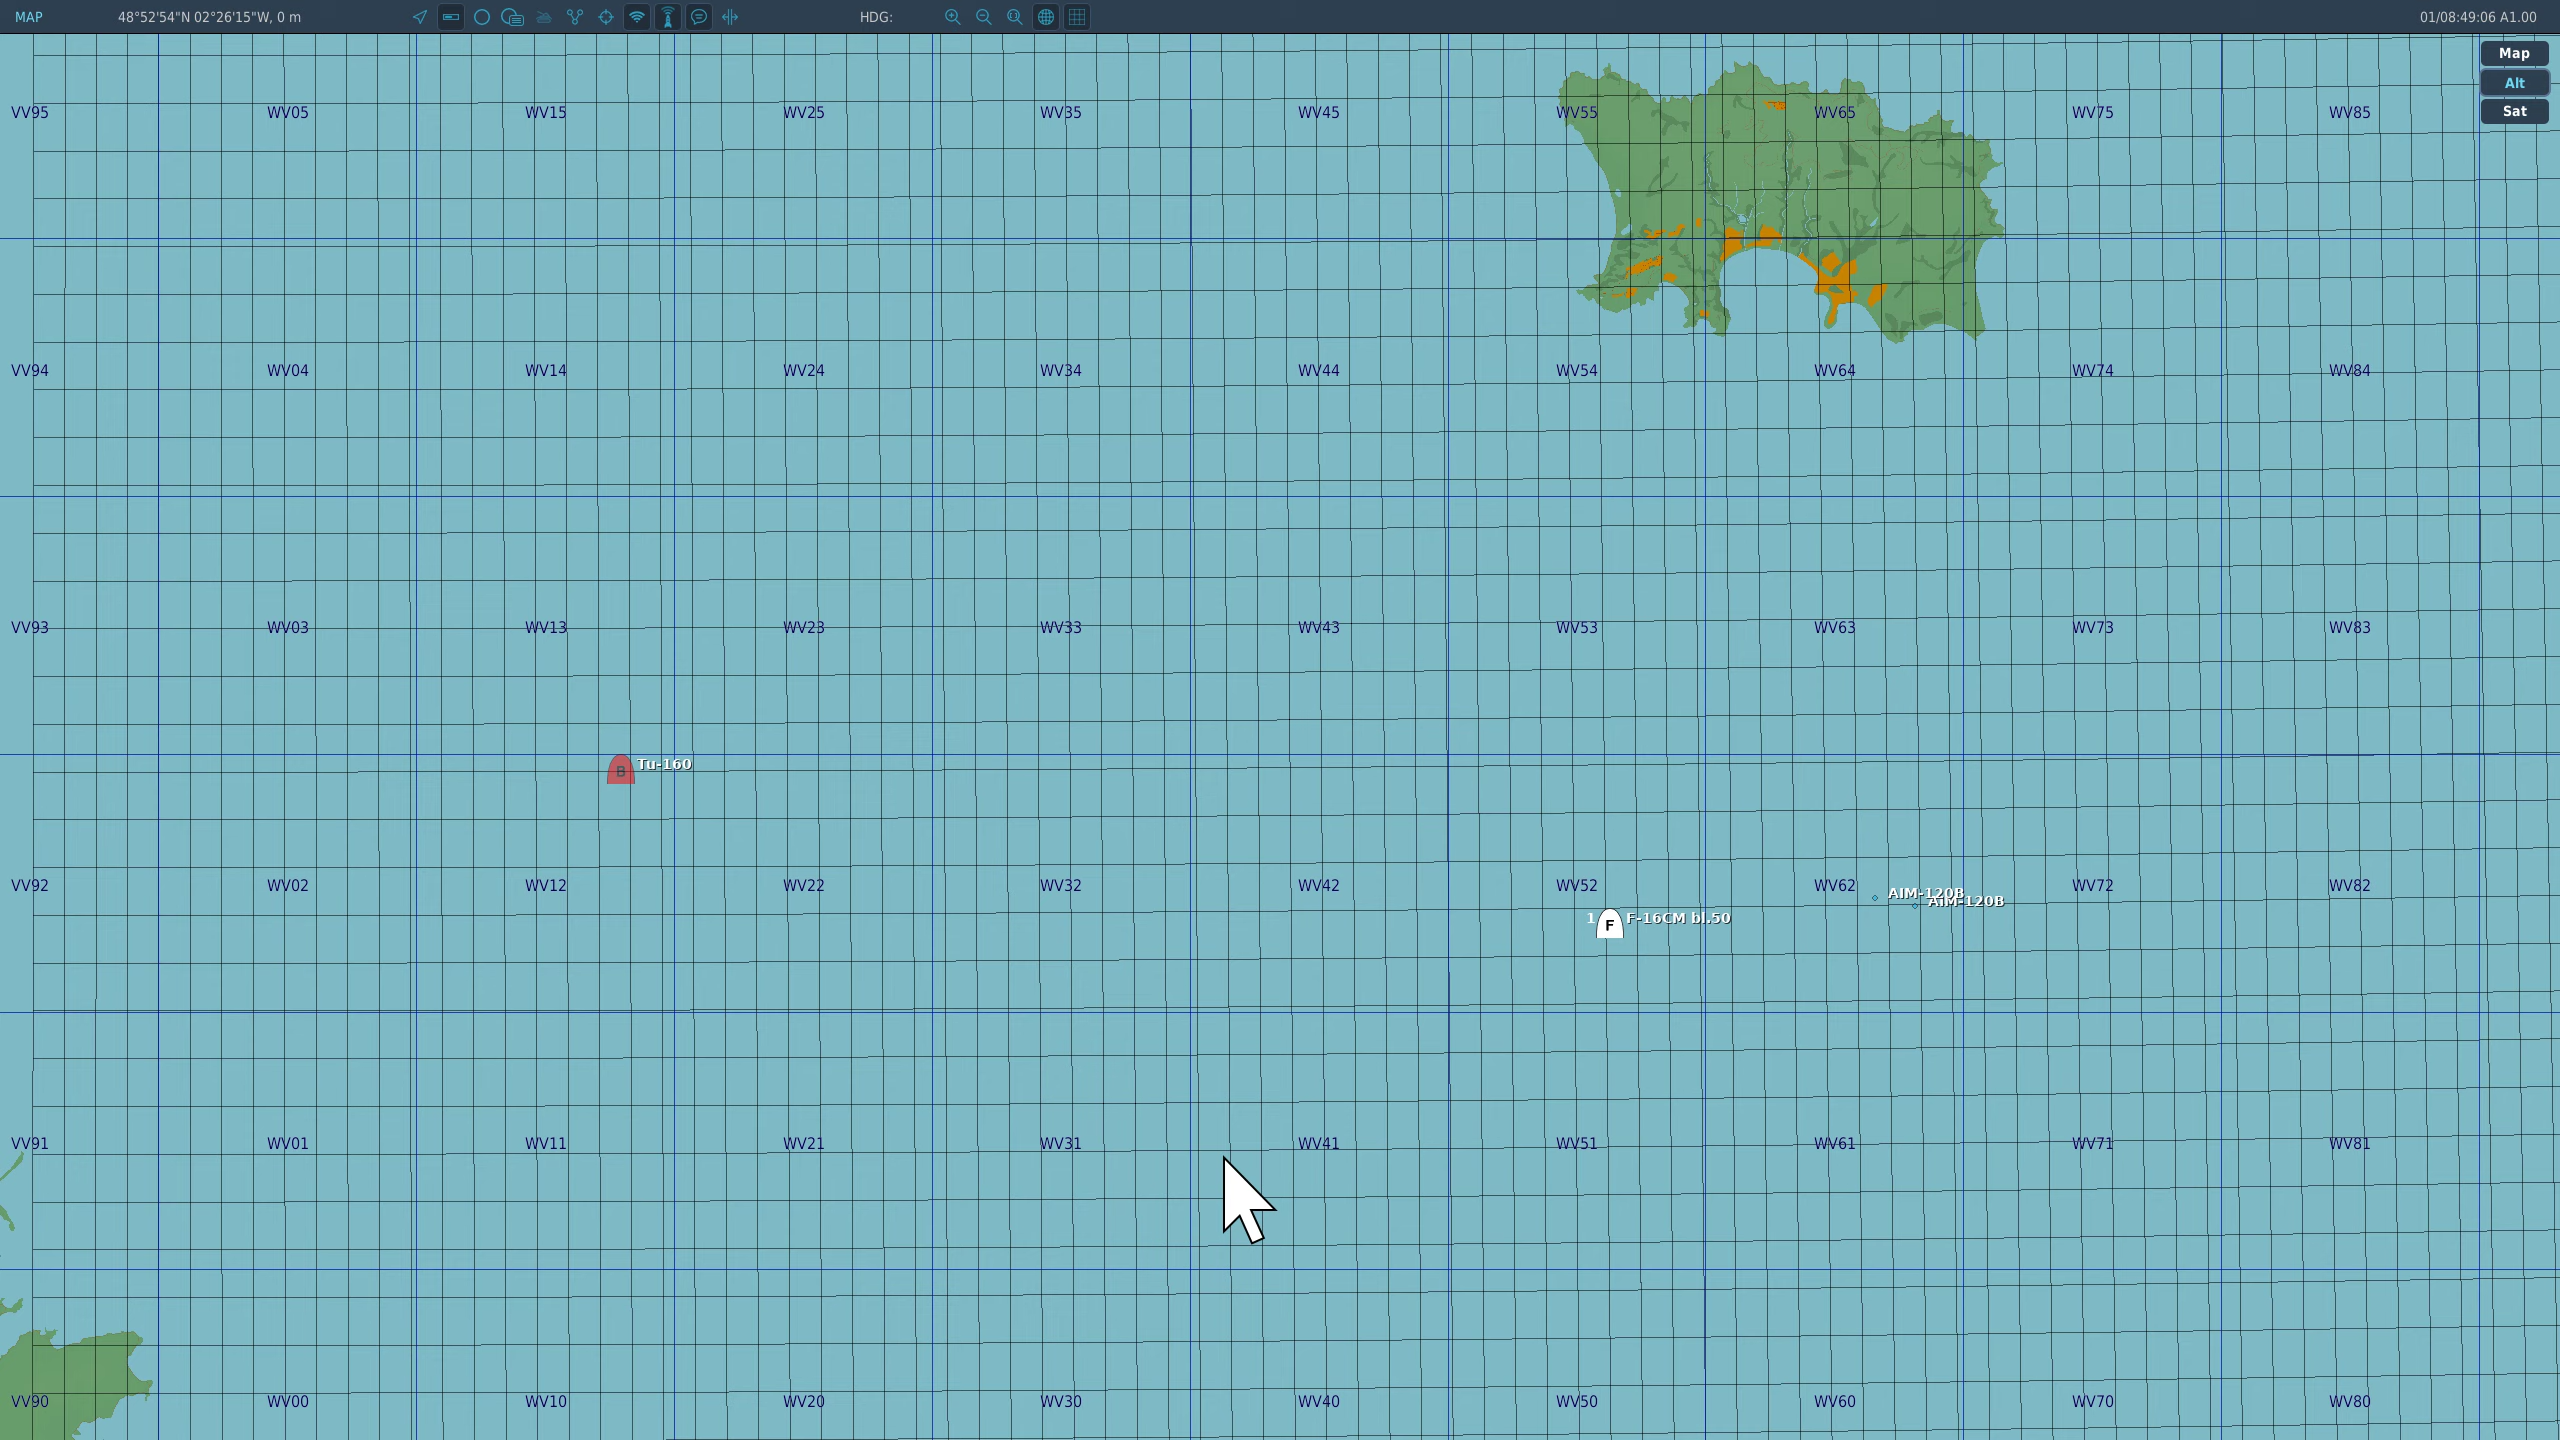 MAP 48°52'54"N 02°26'15"W, 0 m HDG: 01/08:49:06 A1.00
Map
Alt
Sat
VV95 WV05 WV15 WV25 WV35 WV45 WV55 WV65 WV75 WV85
VV94 WV04 WV14 WV24 WV34 WV44 WV54 WV64 WV74 WV84
VV93 WV03 WV13 WV23 WV33 WV43 WV53 WV63 WV73 WV83
B Tu-160
VV92 WV02 WV12 WV22 WV32 WV42 WV52 WV62 WV72 WV82
AIM-120B
AIM-120B
1 F F-16CM bl.50
VV91 WV01 WV11 WV21 WV31 WV41 WV51 WV61 WV71 WV81
VV90 WV00 WV10 WV20 WV30 WV40 WV50 WV60 WV70 WV80